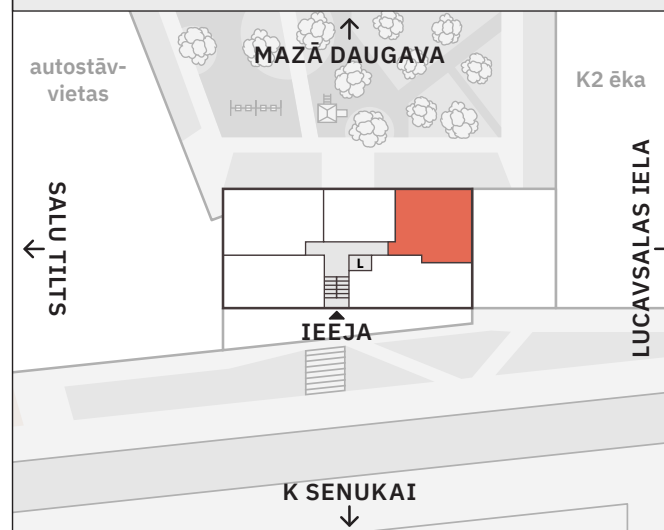 MAZĀ DAUGAVA
autostāv-
vietas
K2 ēka
SALU TILTS
LUCAVSALAS IELA
L
IEEJA
K SENUKAI